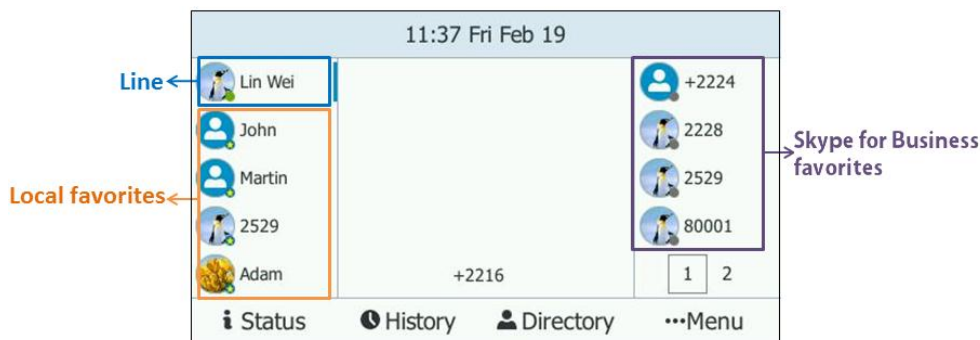 11:37 Fri Feb 19
Line
Lin Wei
John
Local favorites
Martin
2529
Adam
+2216
+2224
2228
2529
80001
Skype for Business
favorites
1 2
Status History Directory Menu